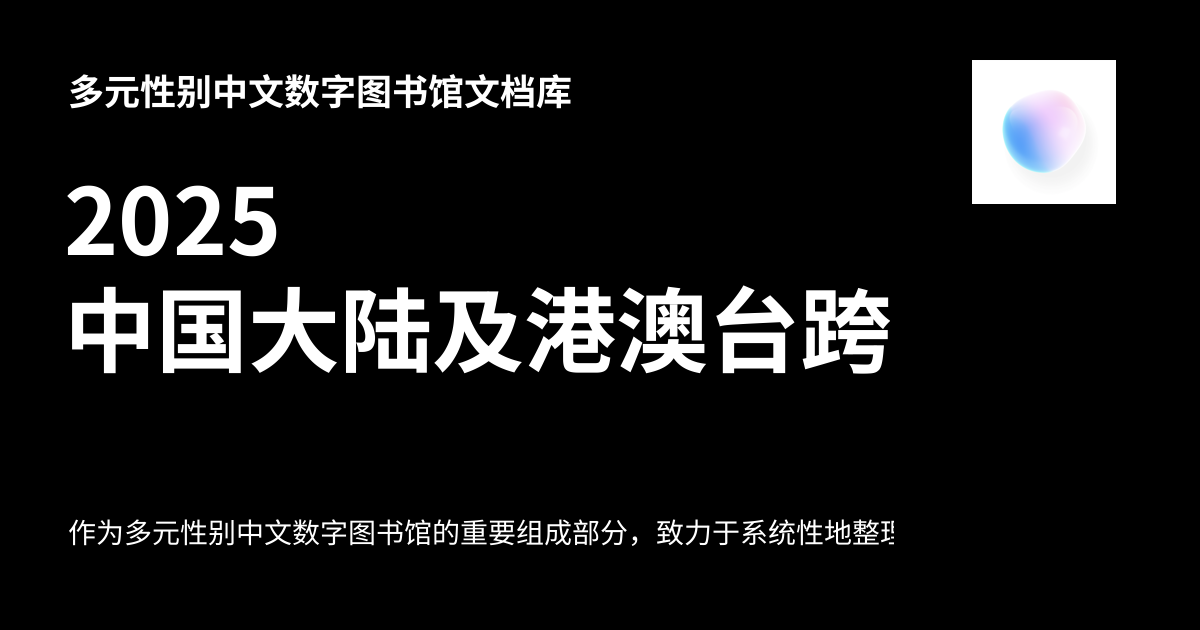 多元性别中文数字图书馆文档库
2025
中国大陆及港澳台跨
作为多元性别中文数字图书馆的重要组成部分，致力于系统性地整理